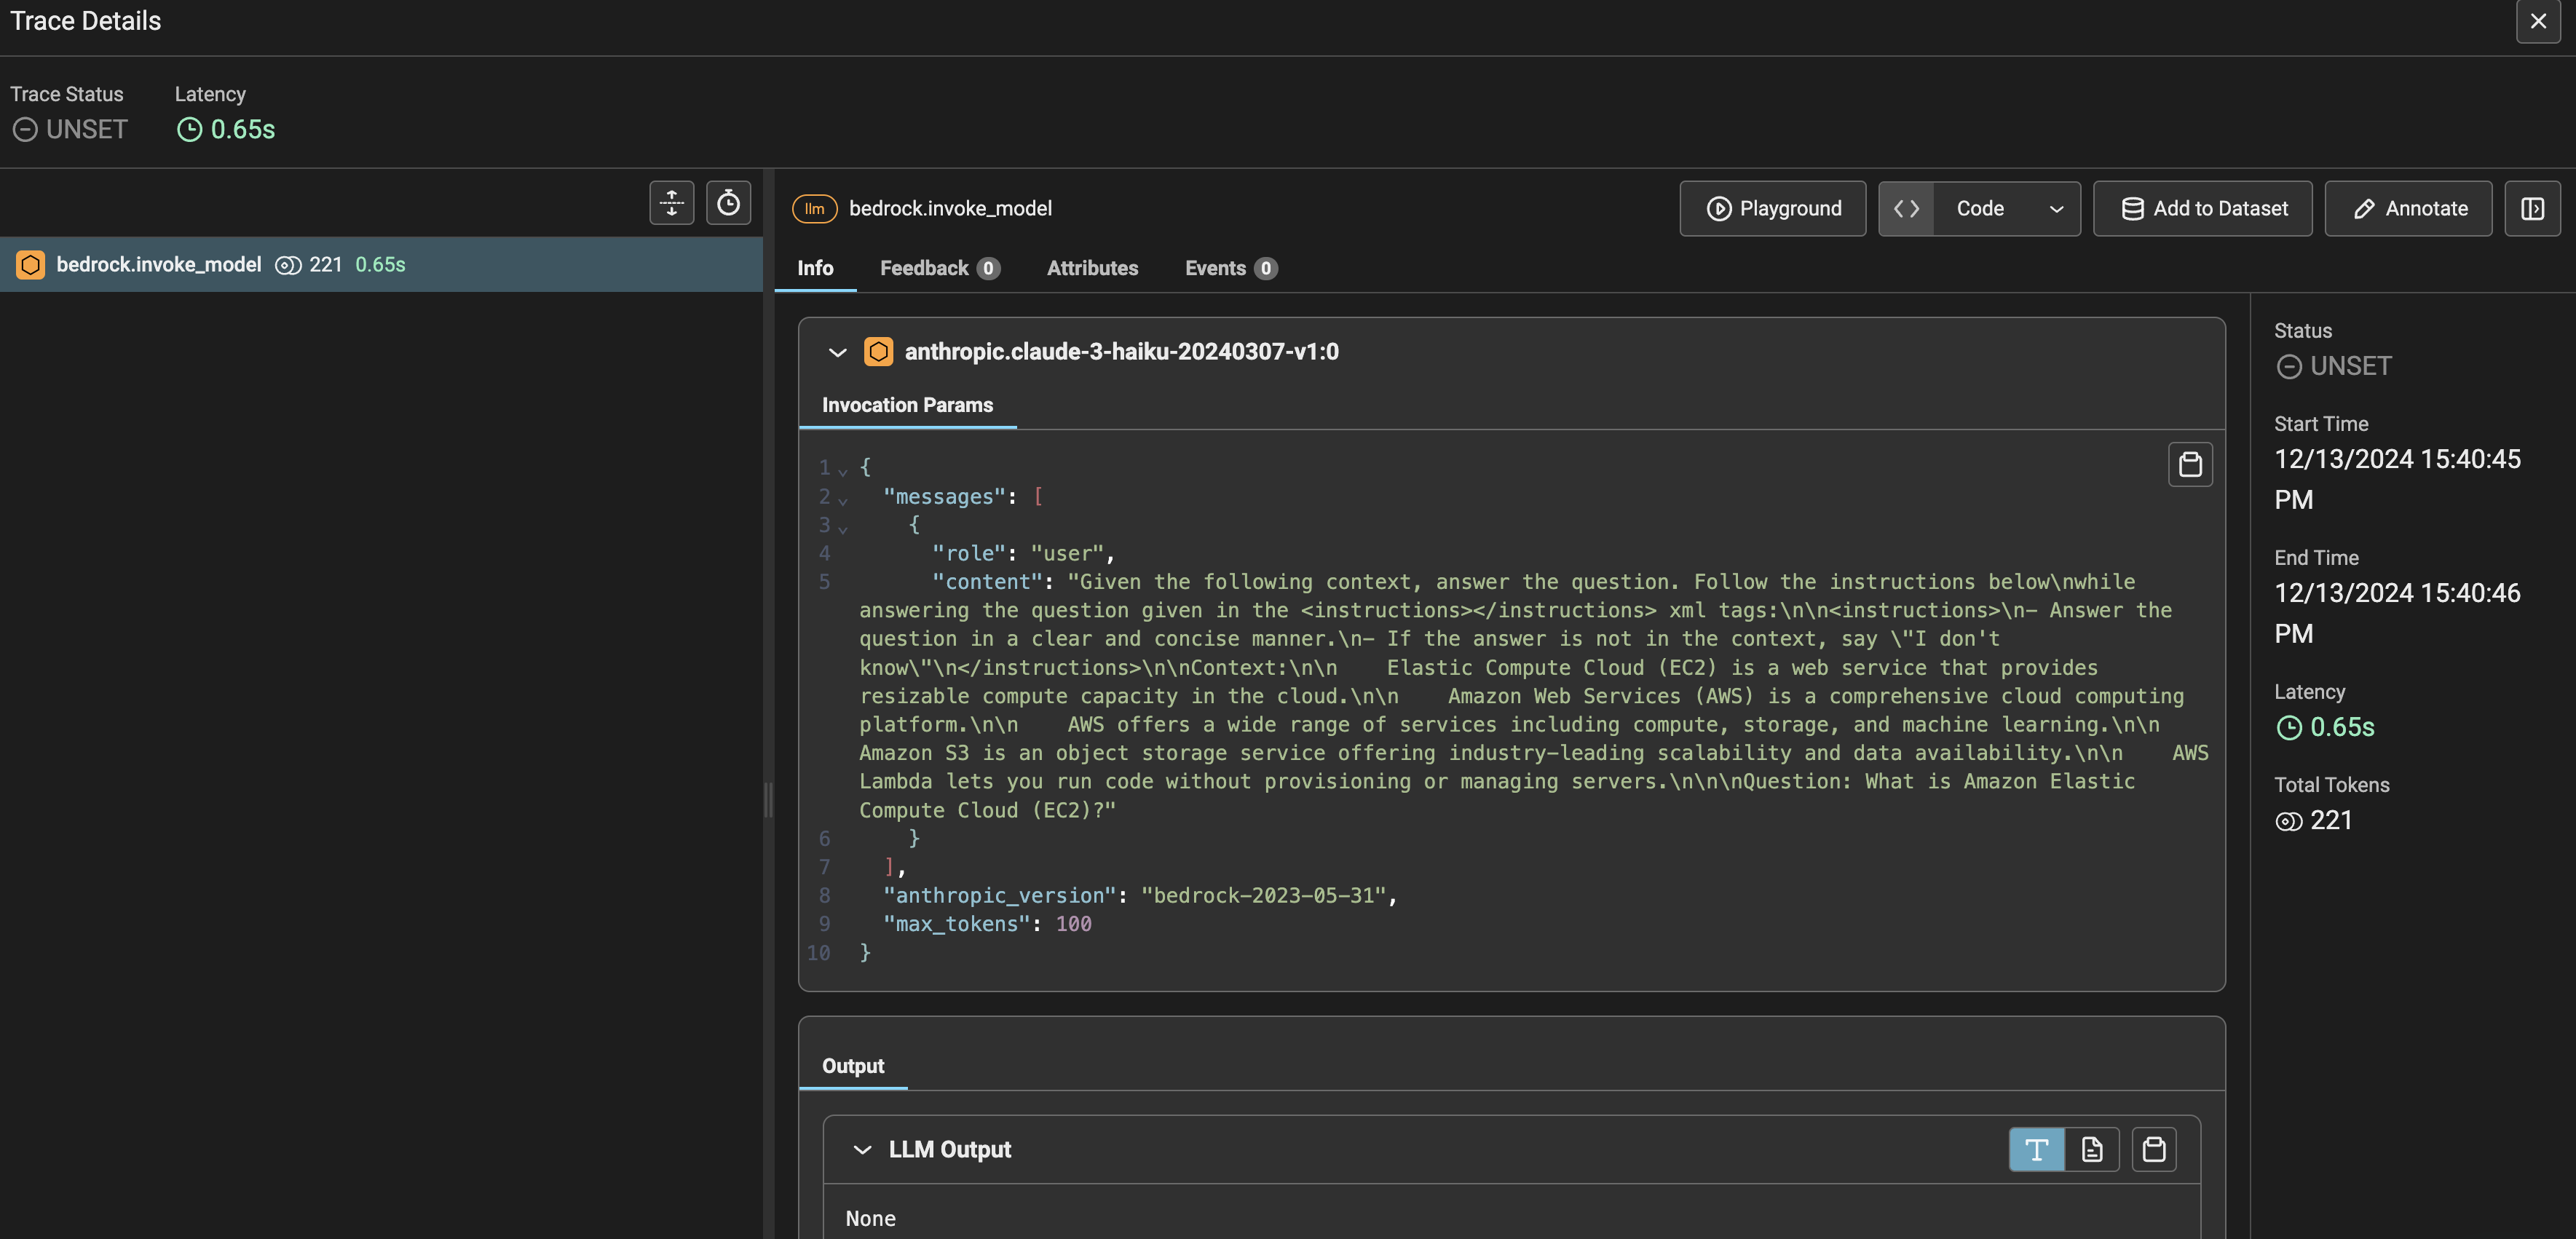 Trace Details
Trace Status
Latency
UNSET
0.65s
llm
bedrock.invoke_model
Playground
Code
Add to Dataset
Annotate
bedrock.invoke_model 221 0.65s
Info
Feedback 0
Attributes
Events 0
anthropic.claude-3-haiku-20240307-v1:0
Invocation Params
1 {
2 "messages": [
3 {
4 "role": "user",
5 "content": "Given the following context, answer the question. Follow the instructions below\nwhile
answering the question given in the <instructions></instructions> xml tags:\n\n<instructions>\n- Answer the
question in a clear and concise manner.\n- If the answer is not in the context, say \"I don't
know\"\n</instructions>\n\nContext:\n\n    Elastic Compute Cloud (EC2) is a web service that provides
resizable compute capacity in the cloud.\n\n    Amazon Web Services (AWS) is a comprehensive cloud computing
platform.\n\n    AWS offers a wide range of services including compute, storage, and machine learning.\n\n
Amazon S3 is an object storage service offering industry-leading scalability and data availability.\n\n    AWS
Lambda lets you run code without provisioning or managing servers.\n\n\nQuestion: What is Amazon Elastic
Compute Cloud (EC2)?"
6 }
7 ],
8 "anthropic_version": "bedrock-2023-05-31",
9 "max_tokens": 100
10 }
Output
LLM Output
None
Status
UNSET
Start Time
12/13/2024 15:40:45
PM
End Time
12/13/2024 15:40:46
PM
Latency
0.65s
Total Tokens
221